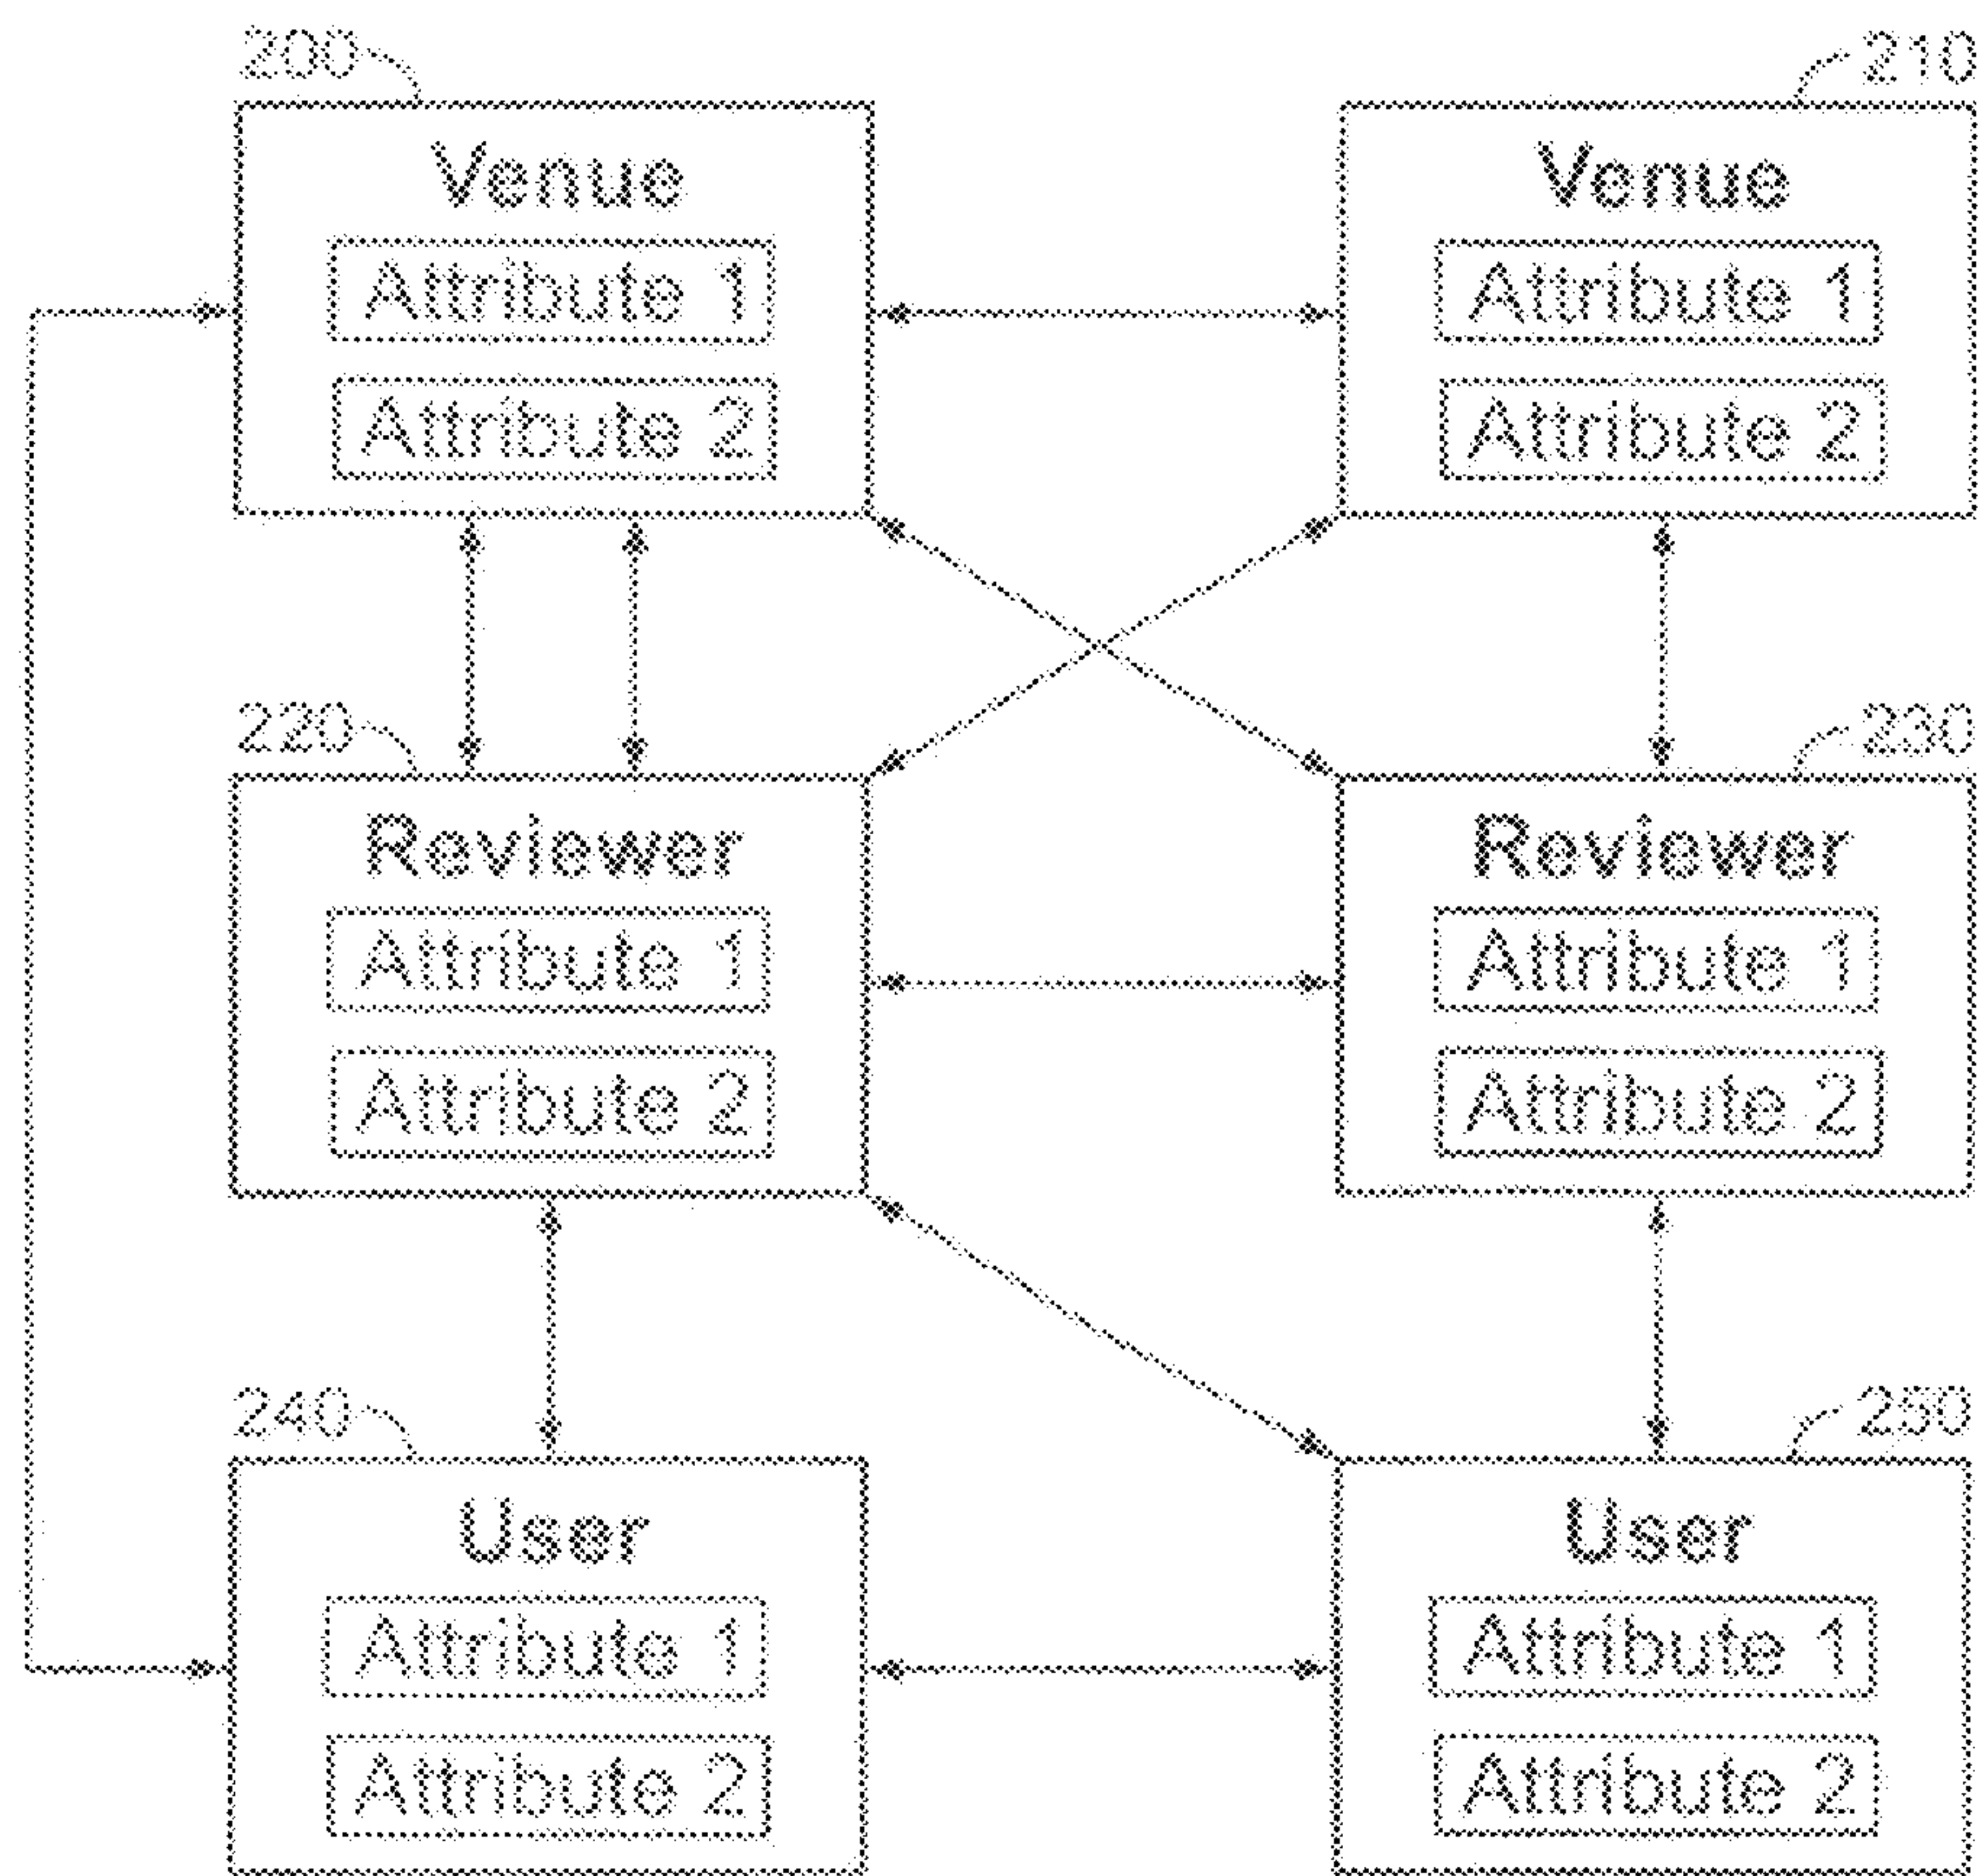 200
210
Venue
Venue
Attribute 1
Attribute 1
Attribute 2
Attribute 2
220
230
Reviewer
Reviewer
Attribute 1
Attribute 1
Attribute 2
Attribute 2
240
250
User
User
Attribute 1
Attribute 1
Attribute 2
Attribute 2